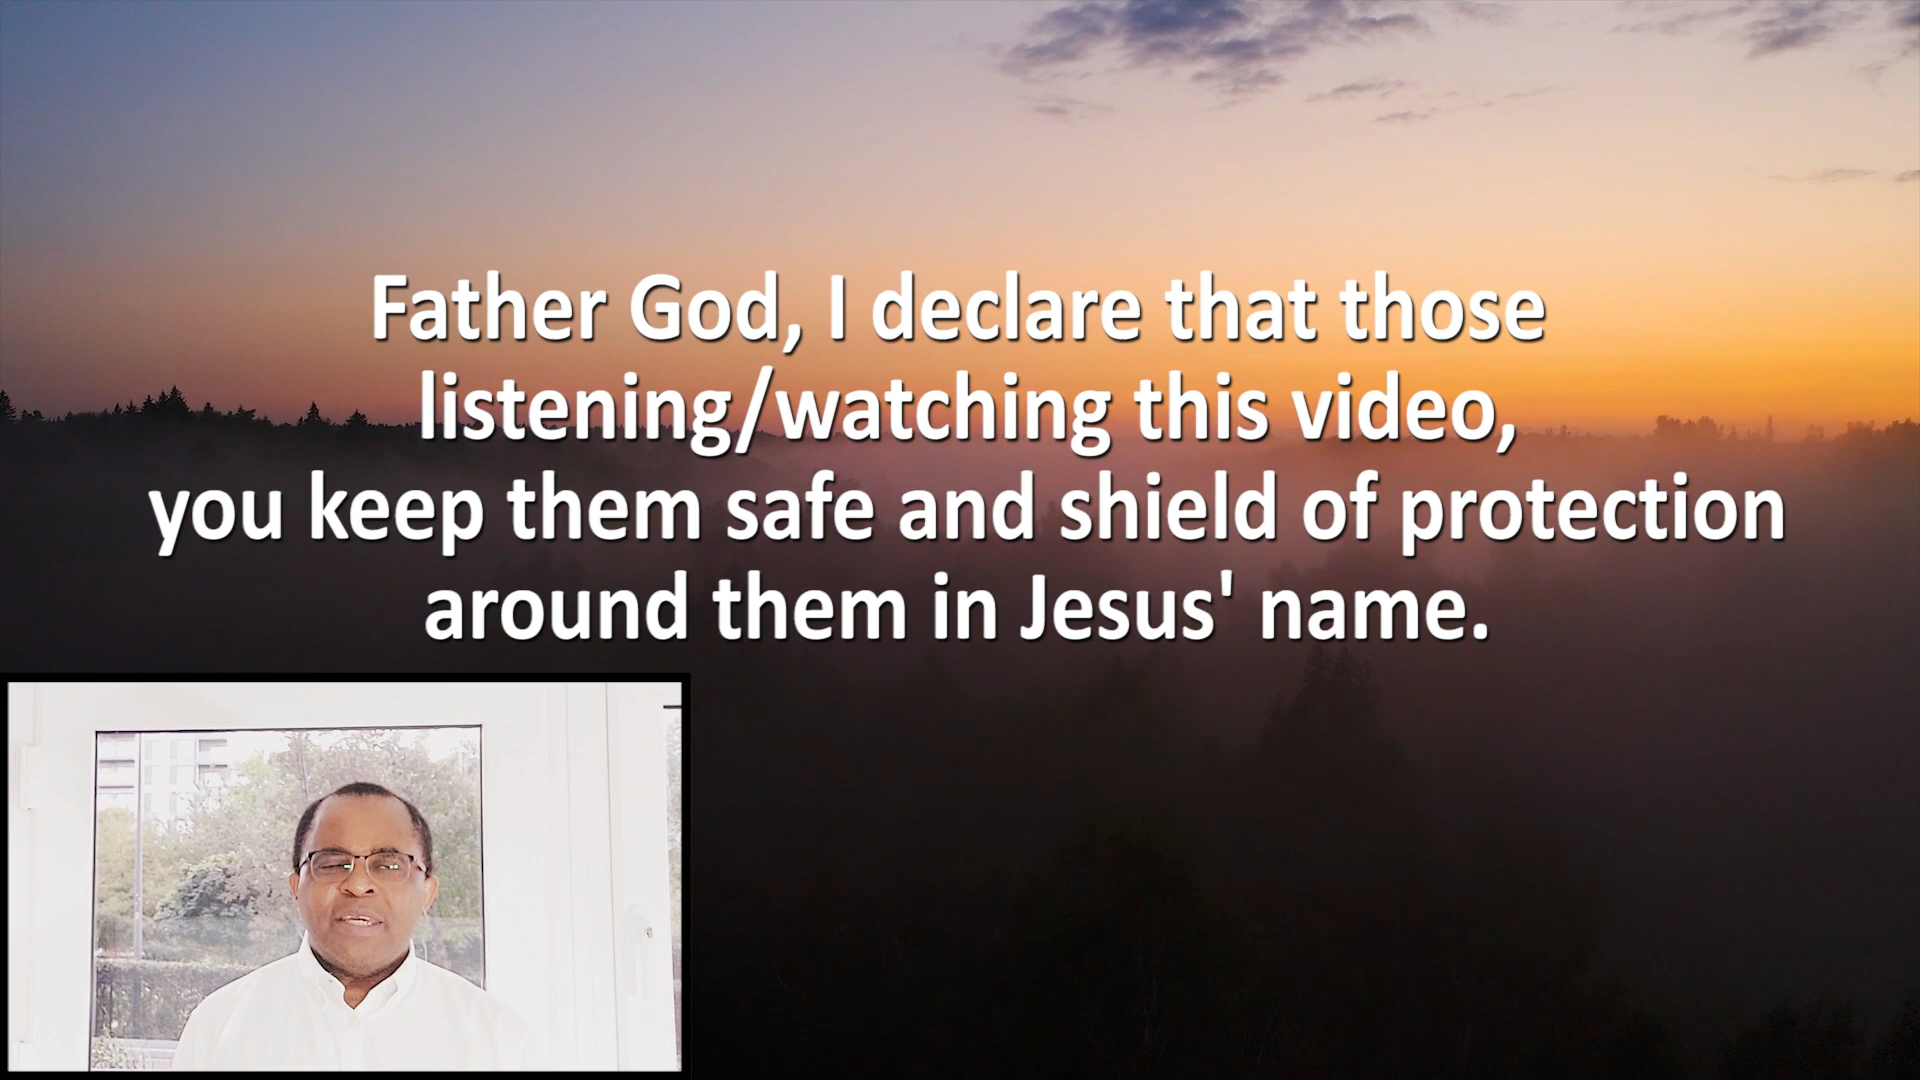 Father God, I declare that those
listening/watching this video,
you keep them safe and shield of protection
around them in Jesus' name.